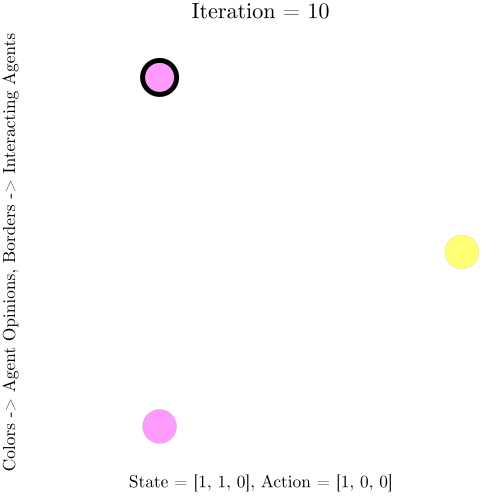 Iteration = 10
Colors -> Agent Opinions, Borders -> Interacting Agents
State = [1, 1, 0], Action = [1, 0, 0]